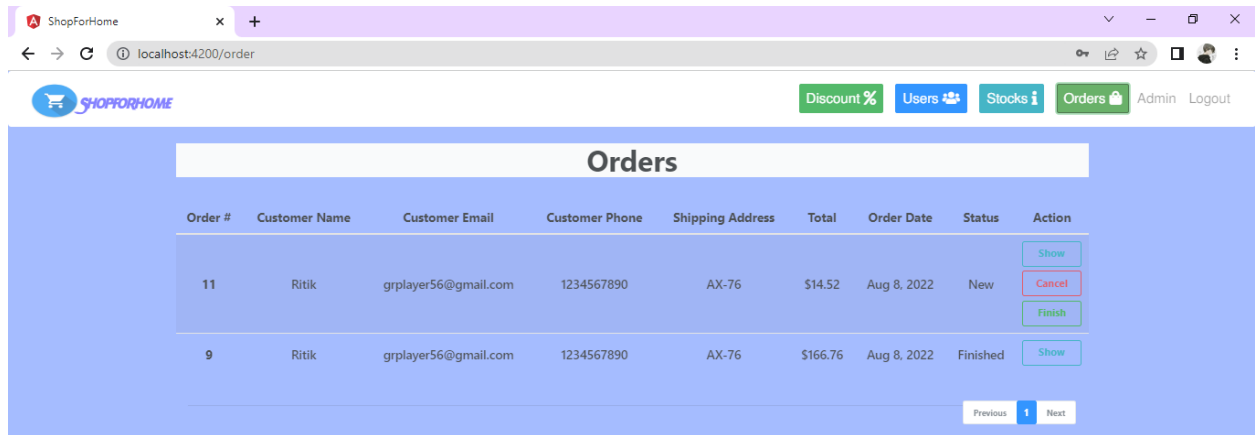 ShopForHome
localhost:4200/order
SHOPFORHOME Discount % Users Stocks Orders Admin Logout
Orders
Order # Customer Name Customer Email Customer Phone Shipping Address Total Order Date Status Action
11 Ritik grplayer56@gmail.com 1234567890 AX-76 $14.52 Aug 8, 2022 New Show
Cancel
Finish
9 Ritik grplayer56@gmail.com 1234567890 AX-76 $166.76 Aug 8, 2022 Finished Show
Previous 1 Next